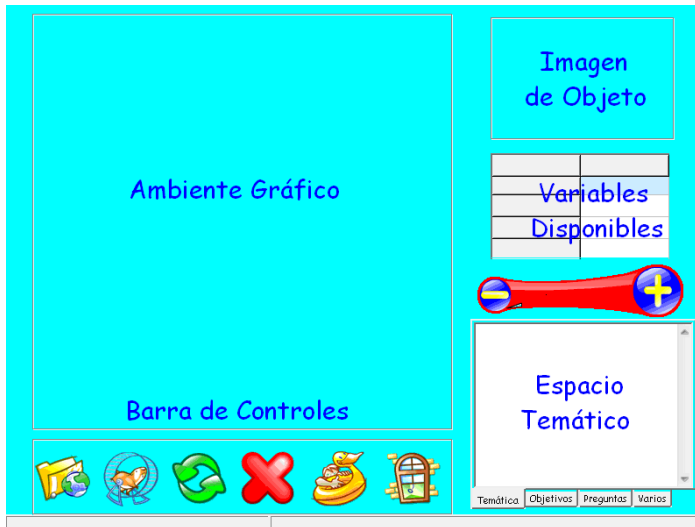 Imagen
de Objeto
Ambiente Gráfico
Variables
Disponibles
Espacio
Temático
Barra de Controles
Temática Objetivos Preguntas Varios